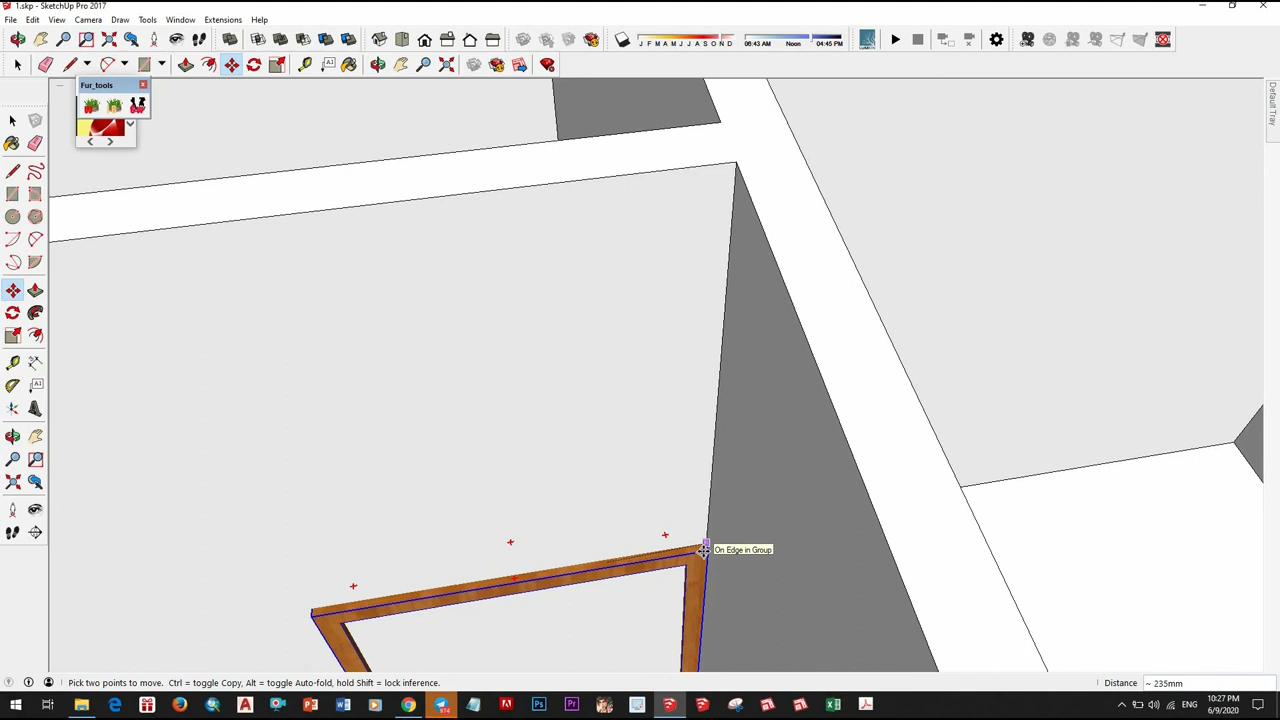 1.skp - SketchUp Pro 2017
File Edit View Camera Draw Tools Window Extensions Help
J F M A M J J A S O N D 06:43 AM Noon 04:45 PM
Fur_tools
Default Tray
On Edge in Group
Pick two points to move. Ctrl = toggle Copy, Alt = toggle Auto-fold, hold Shift = lock inference. Distance ~ 235mm
ENG 10:27 PM
6/9/2020